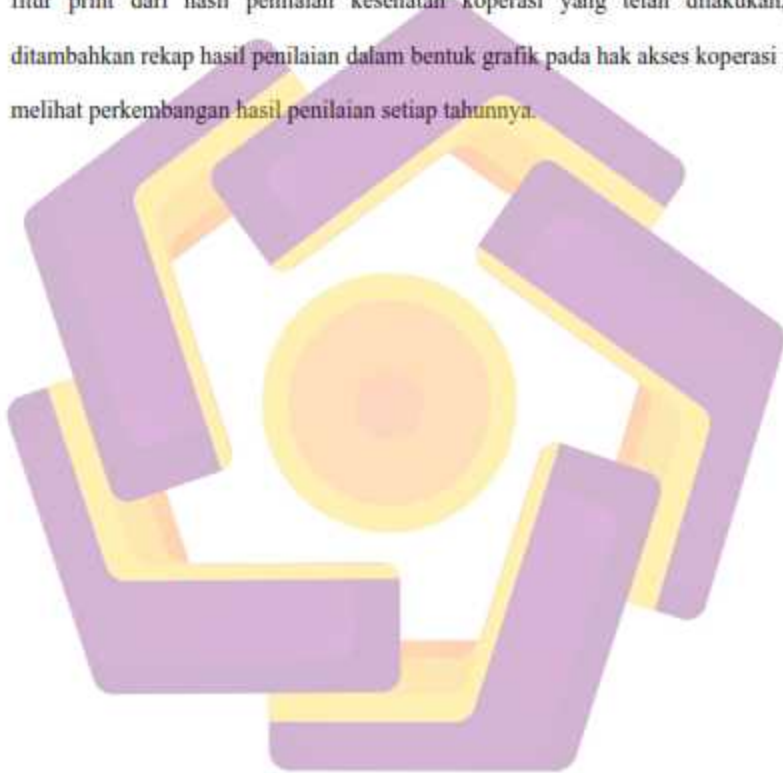 fitur print dari hasil penilaian kesehatan koperasi yang telah dilakukan.
ditambahkan rekap hasil penilaian dalam bentuk grafik pada hak akses koperasi
melihat perkembangan hasil penilaian setiap tahunnya.